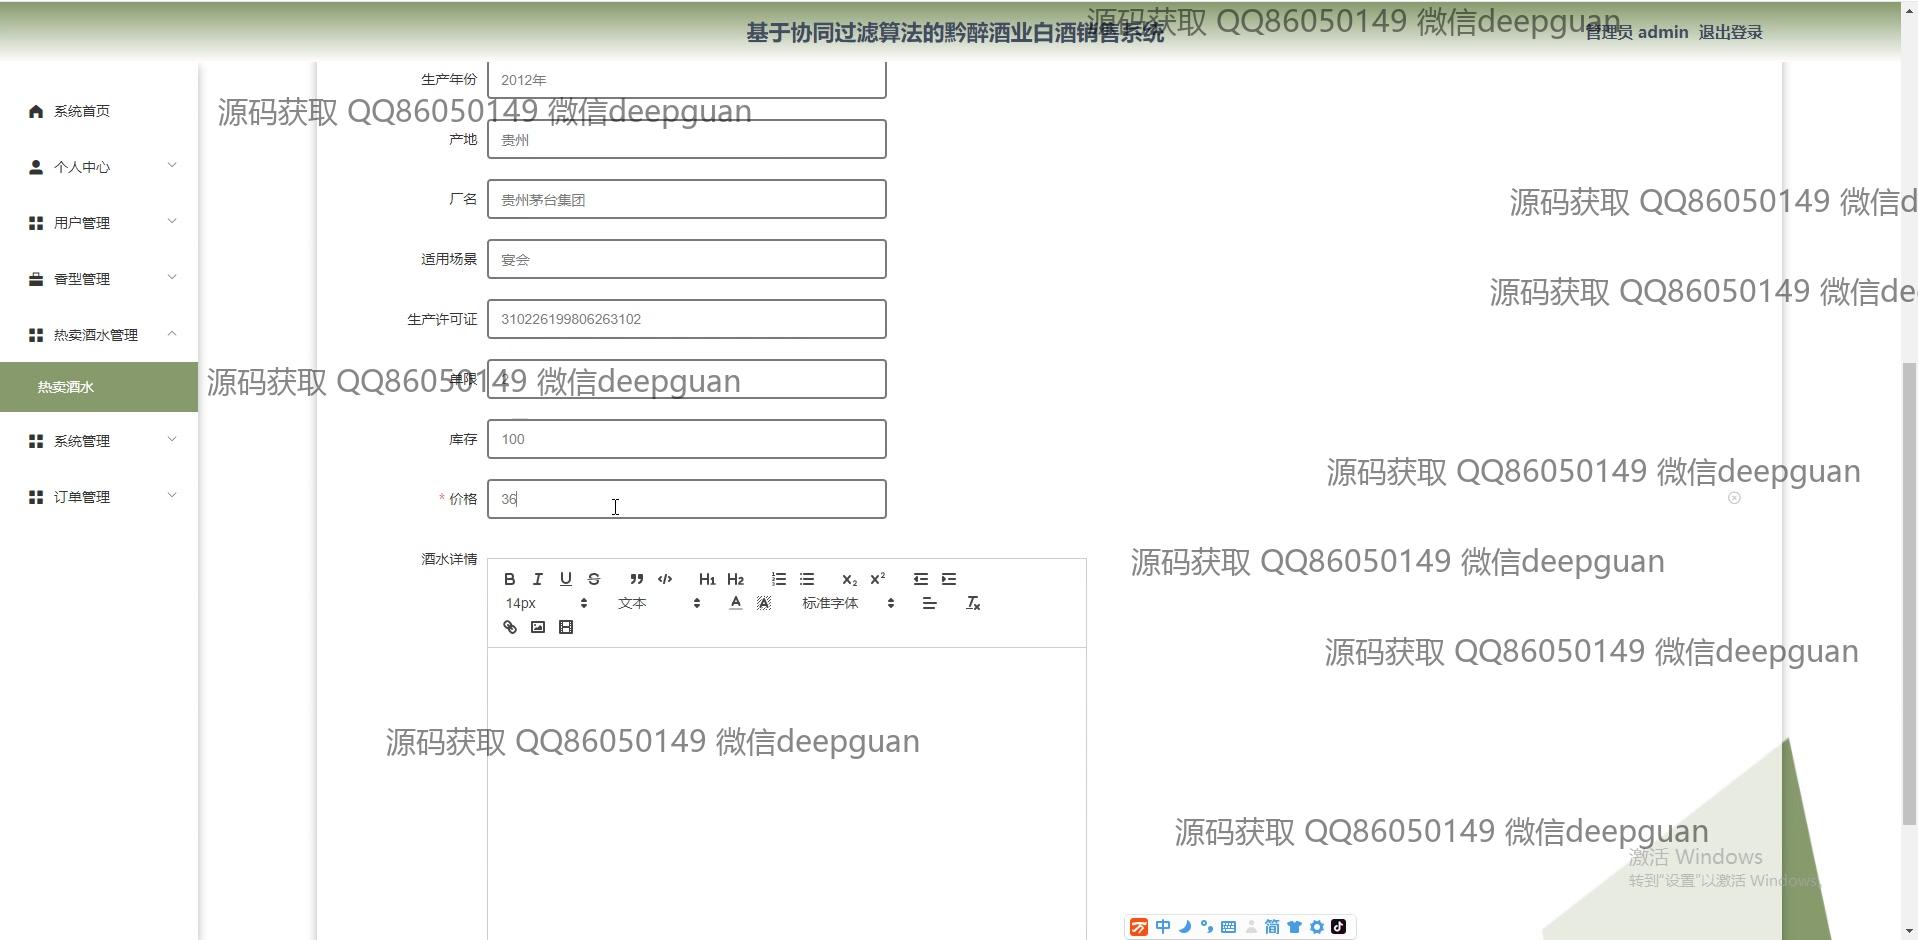 基于协同过滤算法的黔醉酒业白酒销售系统
源码获取 QQ86050149 微信deepguan
管理员 admin 退出登录
生产年份 2012年
系统首页
源码获取 QQ86050149 微信deepguan
产地 贵州
个人中心
厂名 贵州茅台集团
源码获取 QQ86050149 微信d
用户管理
适用场景 宴会
香型管理
源码获取 QQ86050149 微信de
生产许可证 310226199806263102
热卖酒水管理
热卖酒水
源码获取 QQ86050149 微信deepguan
单限
库存 100
系统管理
源码获取 QQ86050149 微信deepguan
* 价格 36
订单管理
酒水详情
源码获取 QQ86050149 微信deepguan
B I U S H1 H2 X2 X2
14px 文本 A A 标准字体 Tx
源码获取 QQ86050149 微信deepguan
源码获取 QQ86050149 微信deepguan
源码获取 QQ86050149 微信deepguan
激活 Windows
转到"设置"以激活 Windows。
中 简